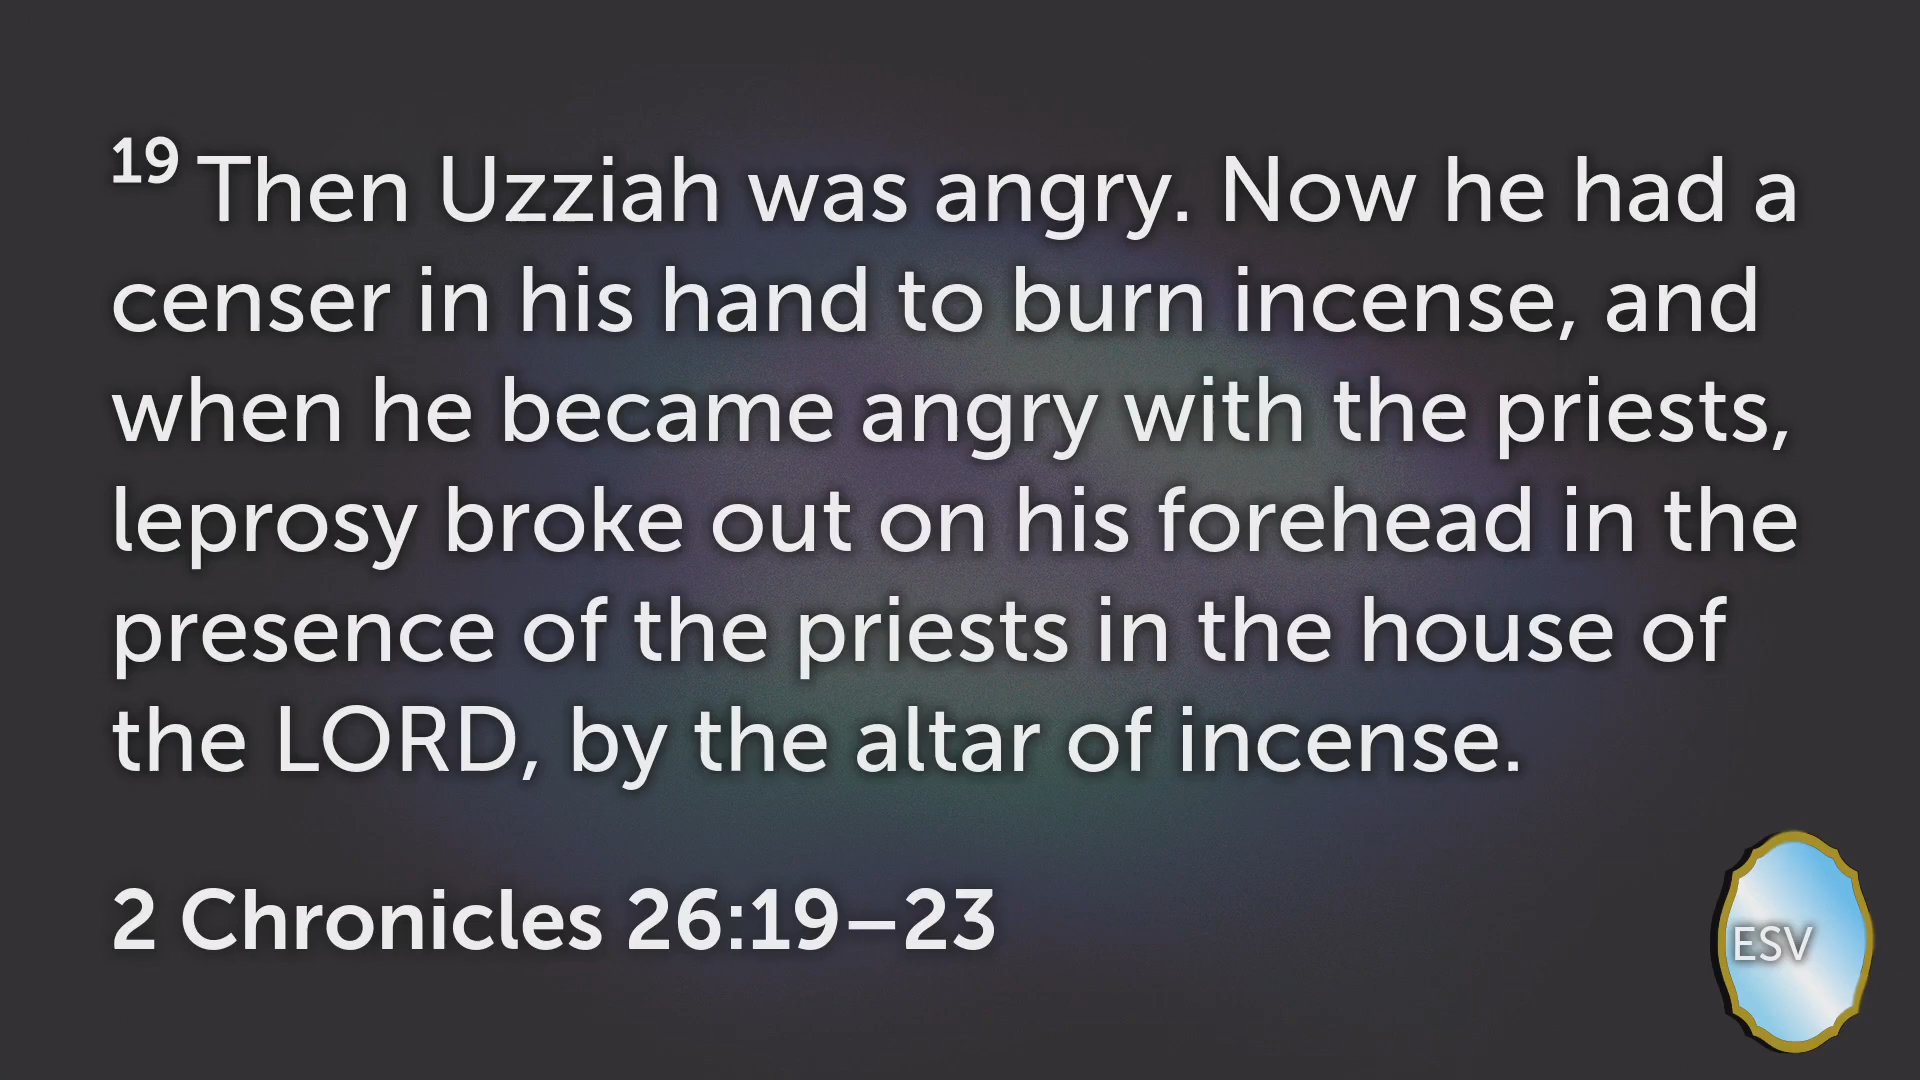 19 Then Uzziah was angry. Now he had a
censer in his hand to burn incense, and
when he became angry with the priests,
leprosy broke out on his forehead in the
presence of the priests in the house of
the LORD, by the altar of incense.
2 Chronicles 26:19–23
ESV